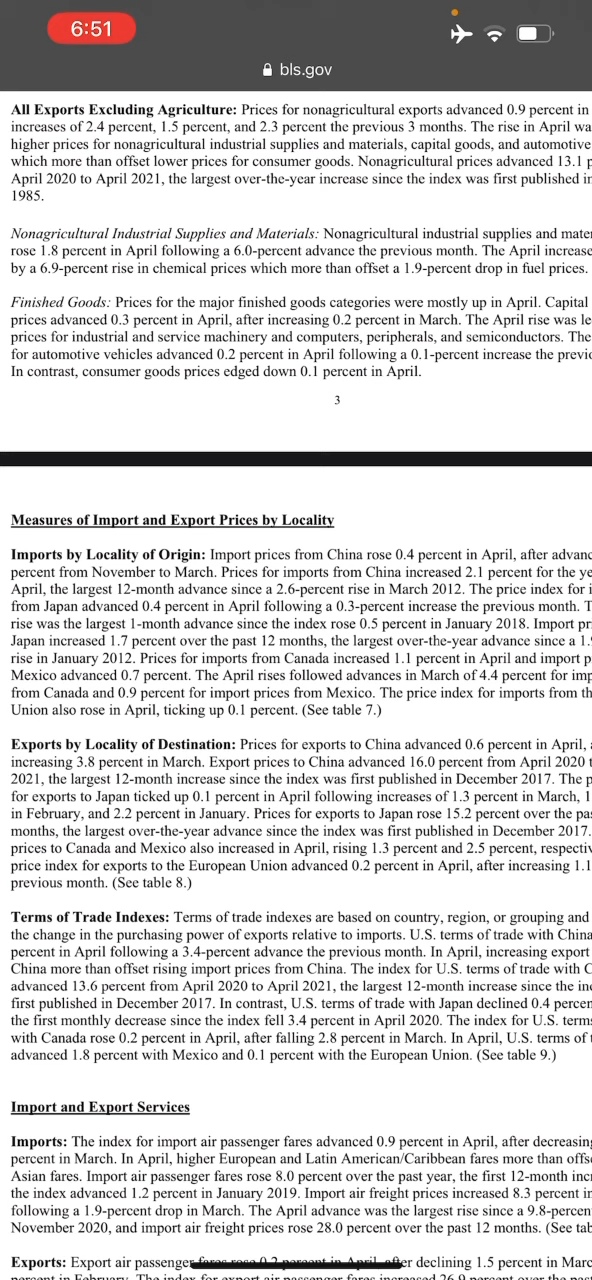 6:51
bls.gov
All Exports Excluding Agriculture: Prices for nonagricultural exports advanced 0.9 percent in
increases of 2.4 percent, 1.5 percent, and 2.3 percent the previous 3 months. The rise in April wa
higher prices for nonagricultural industrial supplies and materials, capital goods, and automotive
which more than offset lower prices for consumer goods. Nonagricultural prices advanced 13.1 p
April 2020 to April 2021, the largest over-the-year increase since the index was first published in
1985.
Nonagricultural Industrial Supplies and Materials: Nonagricultural industrial supplies and mater
rose 1.8 percent in April following a 6.0-percent advance the previous month. The April increase
by a 6.9-percent rise in chemical prices which more than offset a 1.9-percent drop in fuel prices.
Finished Goods: Prices for the major finished goods categories were mostly up in April. Capital
prices advanced 0.3 percent in April, after increasing 0.2 percent in March. The April rise was le
prices for industrial and service machinery and computers, peripherals, and semiconductors. The
for automotive vehicles advanced 0.2 percent in April following a 0.1-percent increase the previo
In contrast, consumer goods prices edged down 0.1 percent in April.
3
Measures of Import and Export Prices by Locality
Imports by Locality of Origin: Import prices from China rose 0.4 percent in April, after advanc
percent from November to March. Prices for imports from China increased 2.1 percent for the ye
April, the largest 12-month advance since a 2.6-percent rise in March 2012. The price index for i
from Japan advanced 0.4 percent in April following a 0.3-percent increase the previous month. T
rise was the largest 1-month advance since the index rose 0.5 percent in January 2018. Import pr
Japan increased 1.7 percent over the past 12 months, the largest over-the-year advance since a 1.
rise in January 2012. Prices for imports from Canada increased 1.1 percent in April and import p
Mexico advanced 0.7 percent. The April rises followed advances in March of 4.4 percent for imp
from Canada and 0.9 percent for import prices from Mexico. The price index for imports from th
Union also rose in April, ticking up 0.1 percent. (See table 7.)
Exports by Locality of Destination: Prices for exports to China advanced 0.6 percent in April, a
increasing 3.8 percent in March. Export prices to China advanced 16.0 percent from April 2020 t
2021, the largest 12-month increase since the index was first published in December 2017. The p
for exports to Japan ticked up 0.1 percent in April following increases of 1.3 percent in March, 1
in February, and 2.2 percent in January. Prices for exports to Japan rose 15.2 percent over the pa
months, the largest over-the-year advance since the index was first published in December 2017.
prices to Canada and Mexico also increased in April, rising 1.3 percent and 2.5 percent, respectiv
price index for exports to the European Union advanced 0.2 percent in April, after increasing 1.1
previous month. (See table 8.)
Terms of Trade Indexes: Terms of trade indexes are based on country, region, or grouping and
the change in the purchasing power of exports relative to imports. U.S. terms of trade with China
percent in April following a 3.4-percent advance the previous month. In April, increasing export
China more than offset rising import prices from China. The index for U.S. terms of trade with C
advanced 13.6 percent from April 2020 to April 2021, the largest 12-month increase since the ind
first published in December 2017. In contrast, U.S. terms of trade with Japan declined 0.4 percen
the first monthly decrease since the index fell 3.4 percent in April 2020. The index for U.S. terms
with Canada rose 0.2 percent in April, after falling 2.8 percent in March. In April, U.S. terms of t
advanced 1.8 percent with Mexico and 0.1 percent with the European Union. (See table 9.)
Import and Export Services
Imports: The index for import air passenger fares advanced 0.9 percent in April, after decreasing
percent in March. In April, higher European and Latin American/Caribbean fares more than offse
Asian fares. Import air passenger fares rose 8.0 percent over the past year, the first 12-month incr
the index advanced 1.2 percent in January 2019. Import air freight prices increased 8.3 percent in
following a 1.9-percent drop in March. The April advance was the largest rise since a 9.8-percen
November 2020, and import air freight prices rose 28.0 percent over the past 12 months. (See tab
Exports: Export air passenger fares rose 0.2 percent in April, after declining 1.5 percent in Marc
percent in February. The index for export air passenger fares increased 26.9 percent over the past